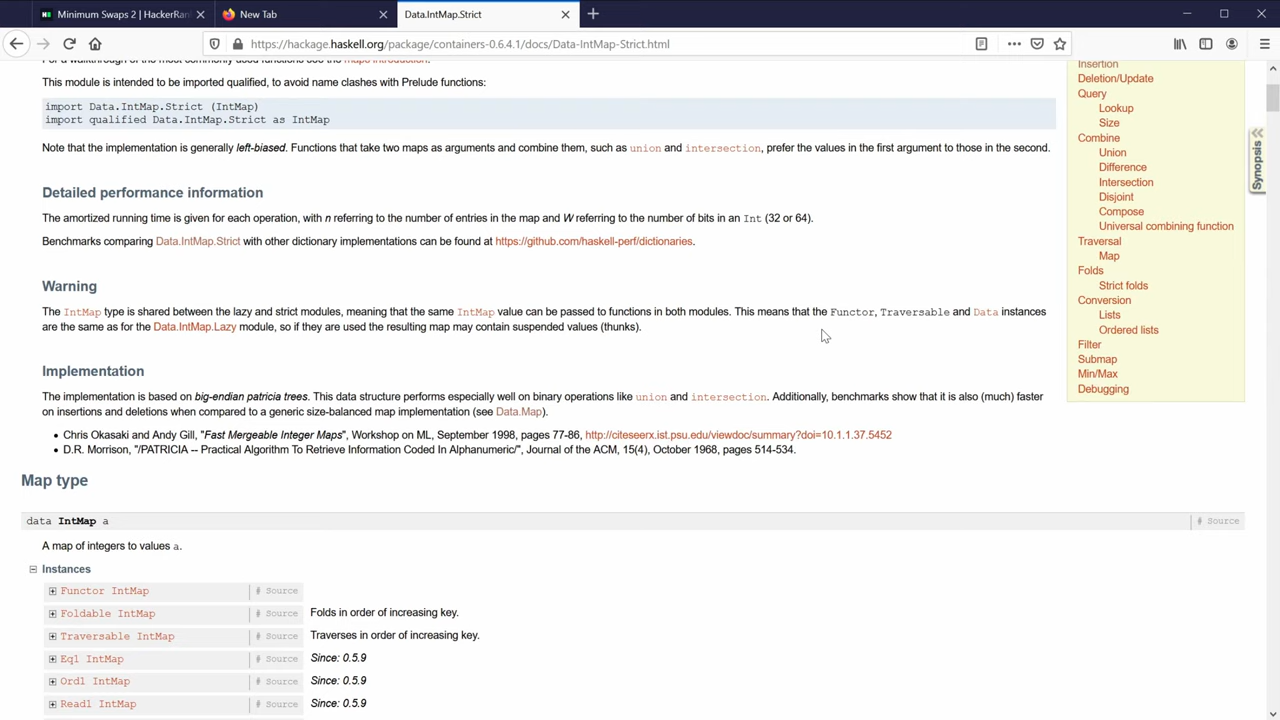 Minimum Swaps 2 | HackerRan
New Tab
Data.IntMap.Strict
https://hackage.haskell.org/package/containers-0.6.4.1/docs/Data-IntMap-Strict.html
For a walkthrough of the most commonly used functions see the maps introduction.
This module is intended to be imported qualified, to avoid name clashes with Prelude functions:
import Data.IntMap.Strict (IntMap)
import qualified Data.IntMap.Strict as IntMap
Note that the implementation is generally left-biased. Functions that take two maps as arguments and combine them, such as union and intersection, prefer the values in the first argument to those in the second.
Detailed performance information
The amortized running time is given for each operation, with n referring to the number of entries in the map and W referring to the number of bits in an Int (32 or 64).
Benchmarks comparing Data.IntMap.Strict with other dictionary implementations can be found at https://github.com/haskell-perf/dictionaries.
Warning
The IntMap type is shared between the lazy and strict modules, meaning that the same IntMap value can be passed to functions in both modules. This means that the Functor, Traversable and Data instances
are the same as for the Data.IntMap.Lazy module, so if they are used the resulting map may contain suspended values (thunks).
Implementation
The implementation is based on big-endian patricia trees. This data structure performs especially well on binary operations like union and intersection. Additionally, benchmarks show that it is also (much) faster
on insertions and deletions when compared to a generic size-balanced map implementation (see Data.Map).
• Chris Okasaki and Andy Gill, "Fast Mergeable Integer Maps", Workshop on ML, September 1998, pages 77-86, http://citeseerx.ist.psu.edu/viewdoc/summary?doi=10.1.1.37.5452
• D.R. Morrison, "/PATRICIA -- Practical Algorithm To Retrieve Information Coded In Alphanumeric/", Journal of the ACM, 15(4), October 1968, pages 514-534.
Map type
data IntMap a
# Source
A map of integers to values a.
Instances
Functor IntMap # Source
Foldable IntMap # Source Folds in order of increasing key.
Traversable IntMap # Source Traverses in order of increasing key.
Eq1 IntMap # Source Since: 0.5.9
Ord1 IntMap # Source Since: 0.5.9
Read1 IntMap # Source Since: 0.5.9
Insertion
Deletion/Update
Query
Lookup
Size
Combine
Union
Difference
Intersection
Disjoint
Compose
Universal combining function
Traversal
Map
Folds
Strict folds
Conversion
Lists
Ordered lists
Filter
Submap
Min/Max
Debugging
Synopsis